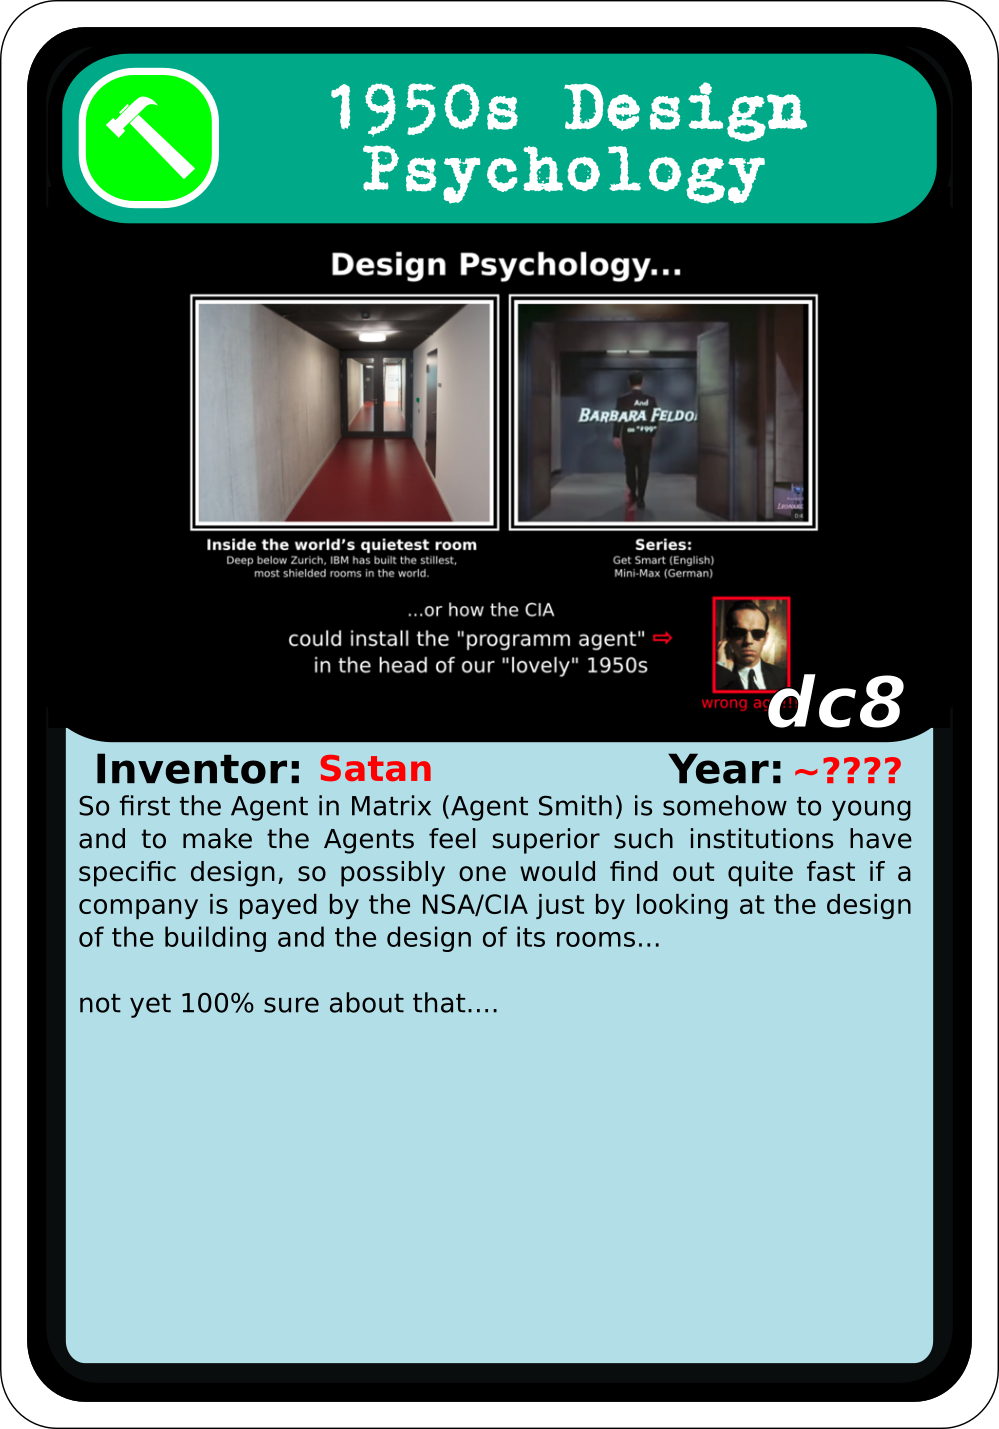 1950s Design
Psychology
Design Psychology...
And
BARBARA FELDO
as "99"
Inside the world’s quietest room
Deep below Zurich, IBM has built the stillest,
most shielded rooms in the world.
Series:
Get Smart (English)
Mini-Max (German)
...or how the CIA
could install the "programm agent" ⇨
in the head of our "lovely" 1950s
wrong
dc8
Inventor: Satan
Year: ~????
So first the Agent in Matrix (Agent Smith) is somehow to young
and to make the Agents feel superior such institutions have
specific design, so possibly one would find out quite fast if a
company is payed by the NSA/CIA just by looking at the design
of the building and the design of its rooms...
not yet 100% sure about that....